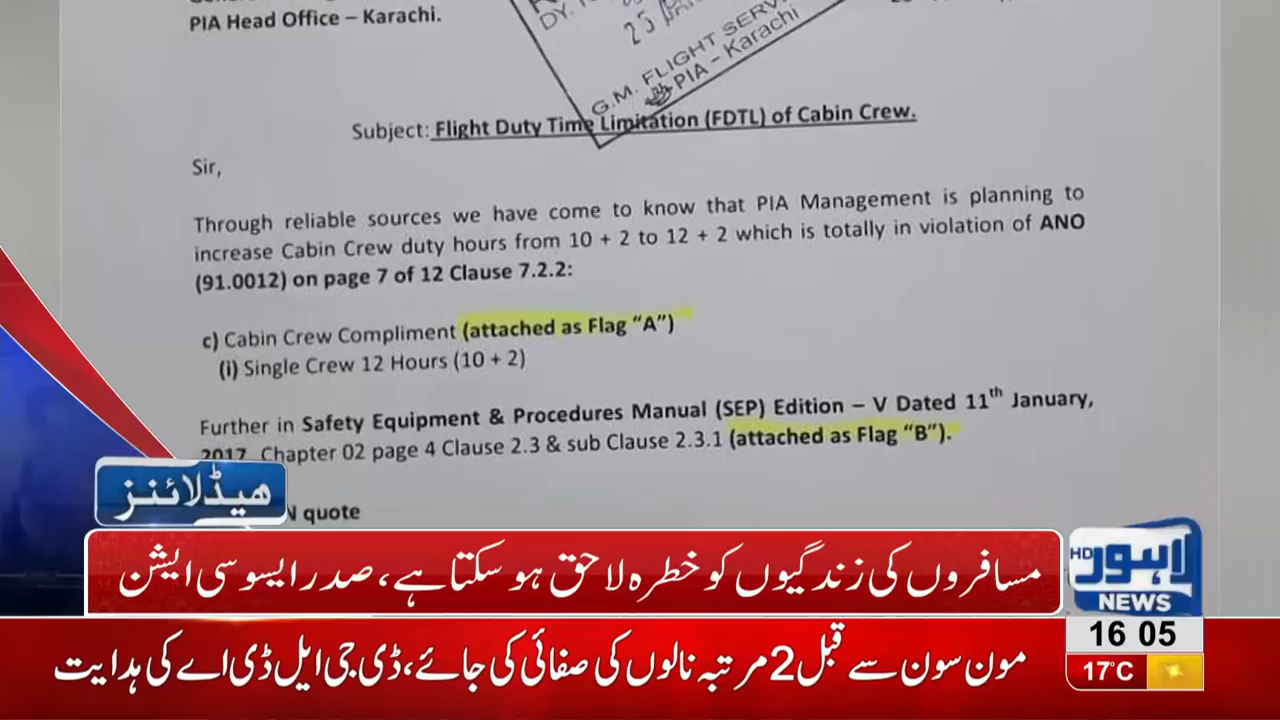 PIA Head Office – Karachi.
DY.
25
G.M. FLIGHT SERV
PIA – Karachi
Subject: Flight Duty Time Limitation (FDTL) of Cabin Crew.
Sir,
Through reliable sources we have come to know that PIA Management is planning to
increase Cabin Crew duty hours from 10 + 2 to 12 + 2 which is totally in violation of ANO
(91.0012) on page 7 of 12 Clause 7.2.2:
c) Cabin Crew Compliment (attached as Flag “A”)
(i) Single Crew 12 Hours (10 + 2)
Further in Safety Equipment & Procedures Manual (SEP) Edition – V Dated 11th January,
2017 Chapter 02 page 4 Clause 2.3 & sub Clause 2.3.1 (attached as Flag “B”).
quote
ہیڈلائنز
مسافروں کی زندگیوں کو خطرہ لاحق ہو سکتا ہے، صدر ایسوسی ایشن
لاہور HD
NEWS
16 05
مون سون سے قبل 2 مرتبہ نالوں کی صفائی کی جائے، ڈی جی ایل ڈی اے کی ہدایت
17°C